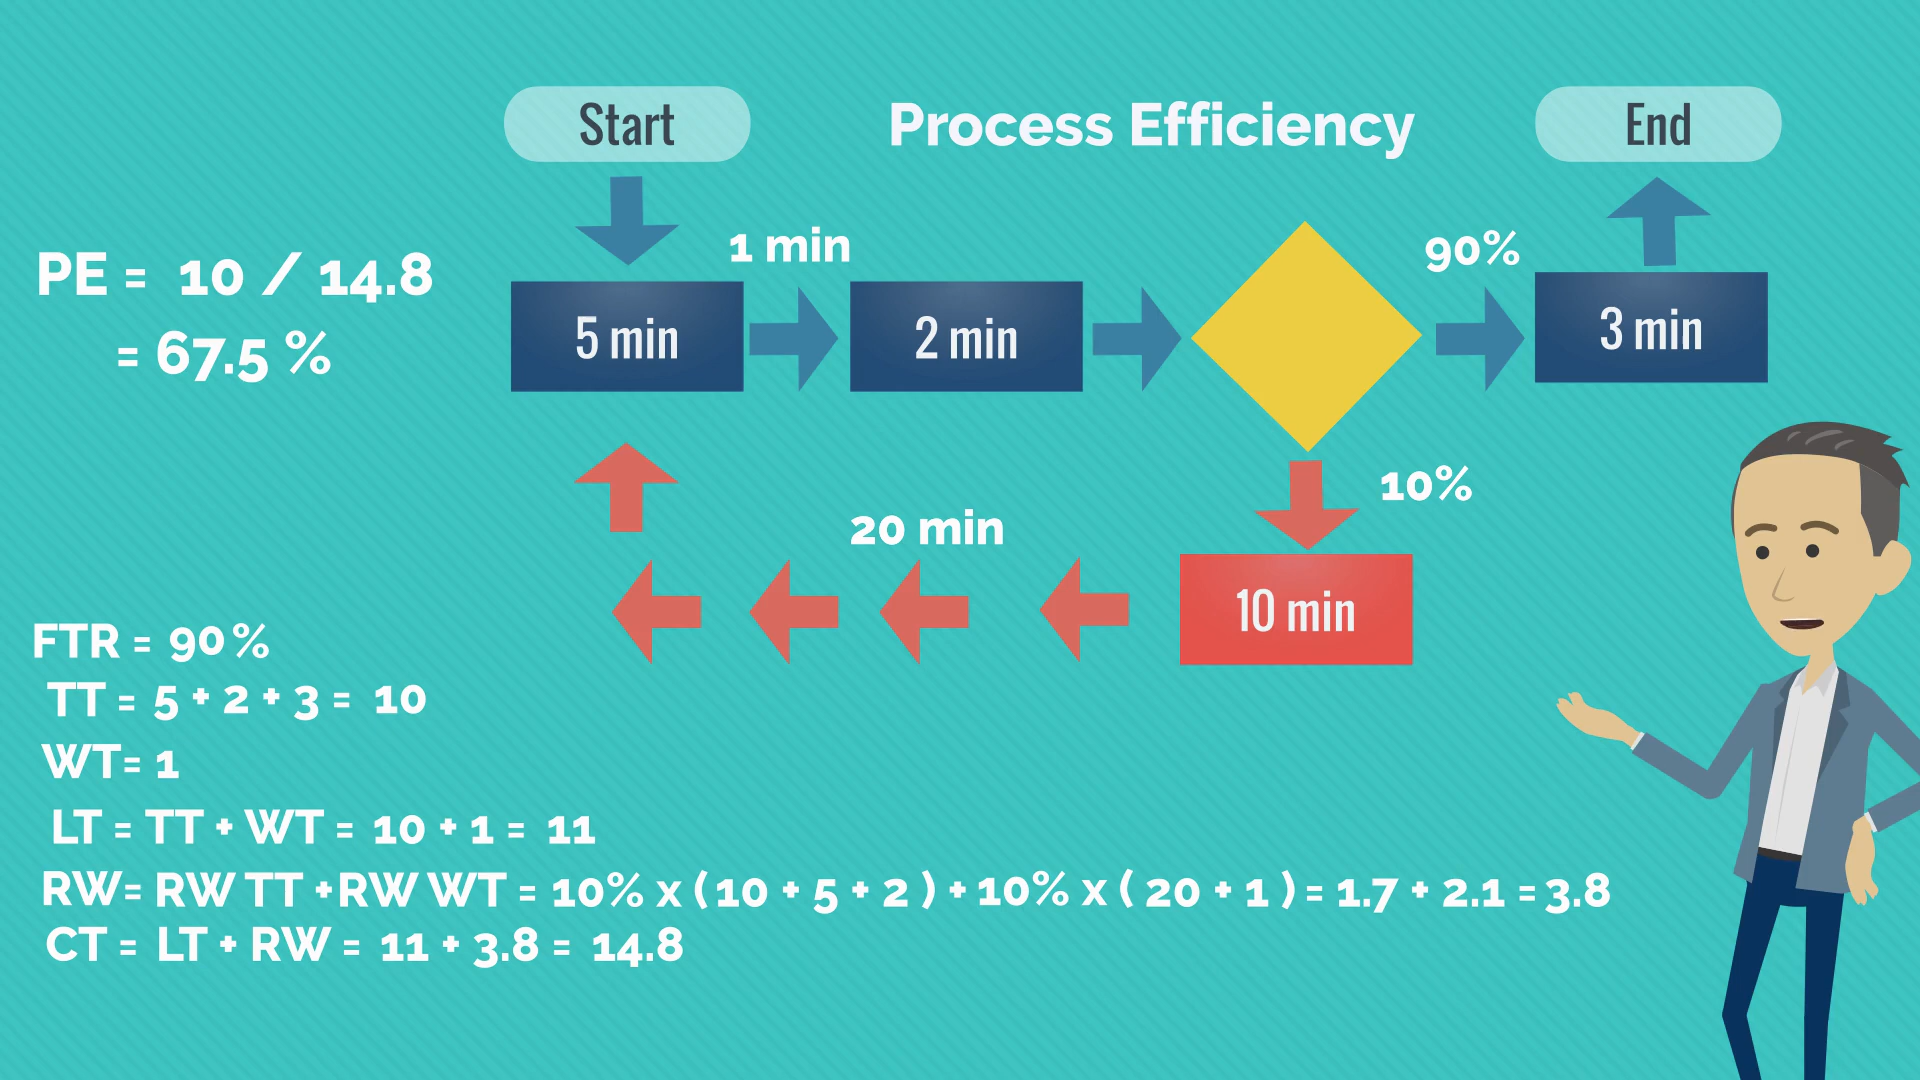 Start
Process Efficiency
End
1 min
90%
PE = 10 / 14.8
= 67.5 %
5 min
2 min
3 min
10%
20 min
10 min
FTR = 90%
TT = 5 + 2 + 3 = 10
WT= 1
LT = TT + WT = 10 + 1 = 11
RW= RW TT +RW WT = 10% x ( 10 + 5 + 2 ) + 10% x ( 20 + 1 ) = 1.7 + 2.1 = 3.8
CT = LT + RW = 11 + 3.8 = 14.8